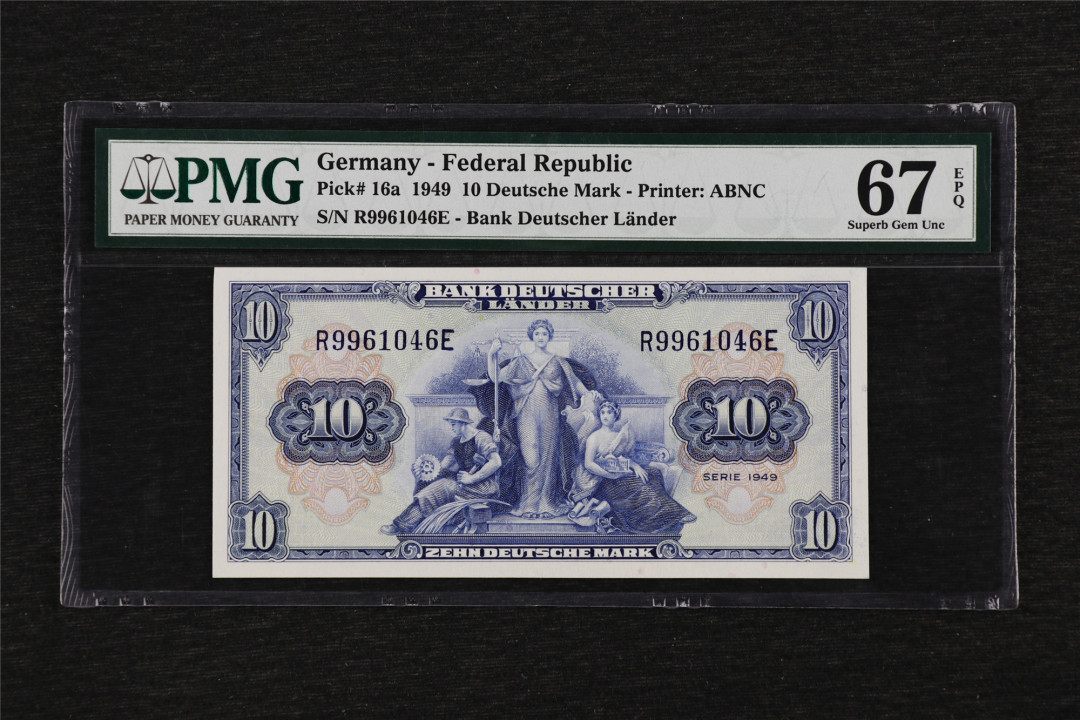 PMG
PAPER MONEY GUARANTY
Germany - Federal Republic
Pick# 16a 1949 10 Deutsche Mark - Printer: ABNC
S/N R9961046E - Bank Deutscher Länder
67
EPQ
Superb Gem Unc
BANK DEUTSCHER
LÄNDER
10
10
R9961046E
R9961046E
10
10
SERIE 1949
10
10
ZEHN DEUTSCHE MARK